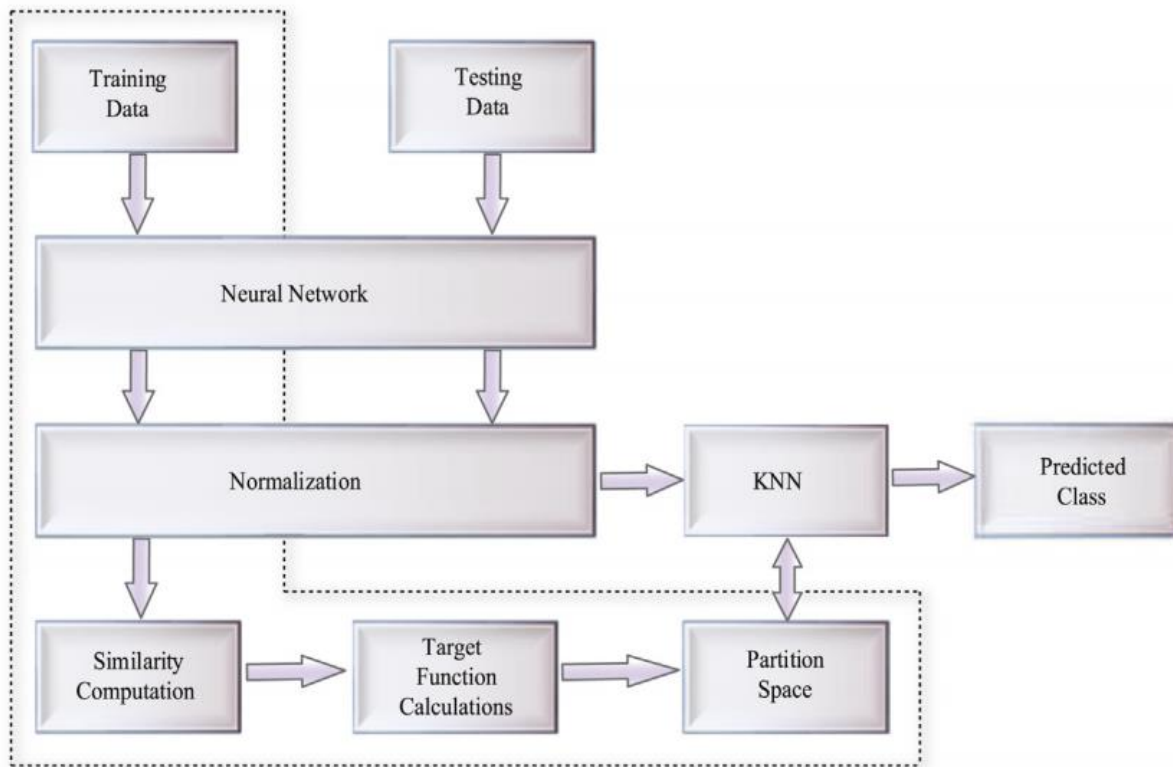 Training
Data
Testing
Data
Neural Network
Normalization
KNN
Predicted
Class
Similarity
Computation
Target
Function
Calculations
Partition
Space